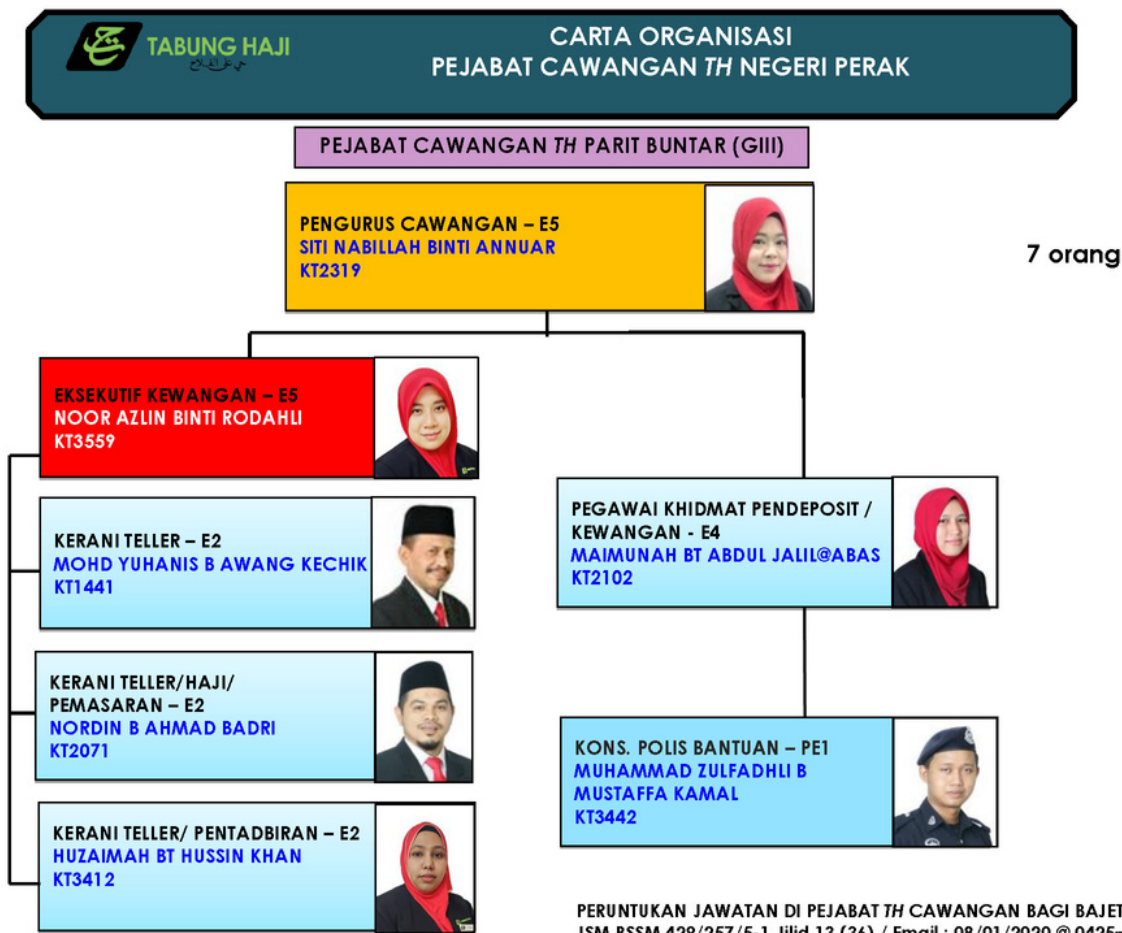 TABUNG HAJI
CARTA ORGANISASI
PEJABAT CAWANGAN TH NEGERI PERAK
PEJABAT CAWANGAN TH PARIT BUNTAR (GIII)
PENGURUS CAWANGAN – E5
SITI NABILLAH BINTI ANNUAR
KT2319
7 orang
EKSEKUTIF KEWANGAN – E5
NOOR AZLIN BINTI RODAHLI
KT3559
KERANI TELLER – E2
MOHD YUHANIS B AWANG KECHIK
KT1441
KERANI TELLER/HAJI/
PEMASARAN – E2
NORDIN B AHMAD BADRI
KT2071
KERANI TELLER/ PENTADBIRAN – E2
HUZAIMAH BT HUSSIN KHAN
KT3412
PEGAWAI KHIDMAT PENDEPOSIT /
KEWANGAN - E4
MAIMUNAH BT ABDUL JALIL@ABAS
KT2102
KONS. POLIS BANTUAN – PE1
MUHAMMAD ZULFADHLI B
MUSTAFFA KAMAL
KT3442
PERUNTUKAN JAWATAN DI PEJABAT TH CAWANGAN BAGI BAJET